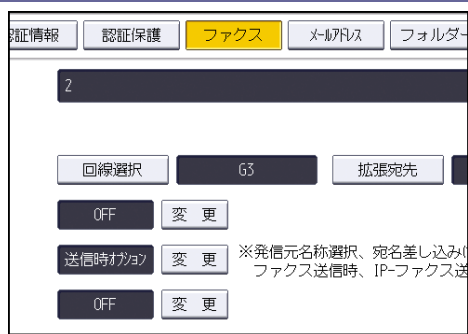 証情報 認証保護 ファクス メールアドレス フォルダー
2
回線選択 G3 拡張宛先
OFF 変 更
送信時オプション 変 更 ※発信元名称選択、宛名差し込み
ファクス送信時、IP-ファクス送
OFF 変 更